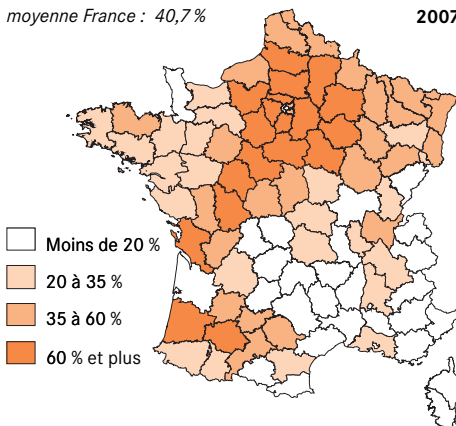 moyenne France : 40,7 %
2007
Moins de 20 %
20 à 35 %
35 à 60 %
60 % et plus